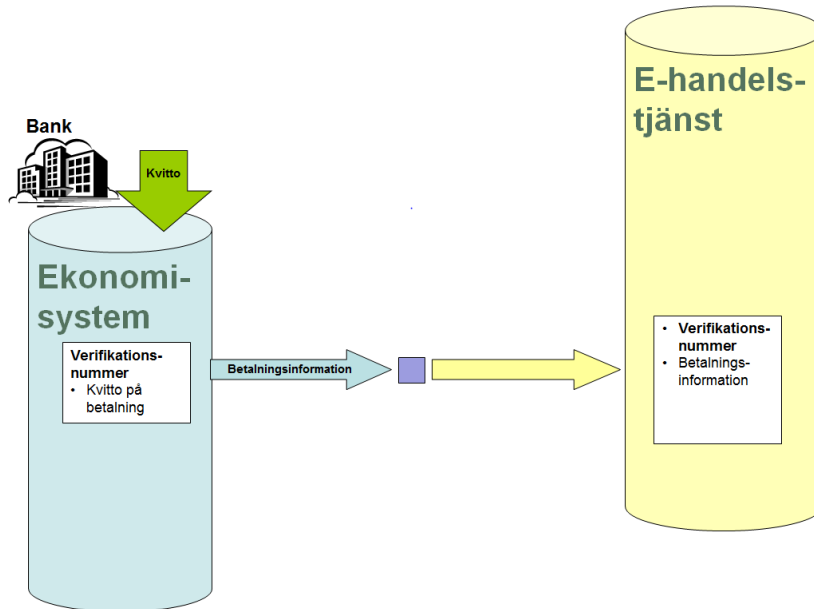 E-handels-
tjänst
Bank
Kvitto
Ekonomi-
system
Verifikations-
nummer
• Kvitto på
betalning
Betalningsinformation
• Verifikations-
nummer
• Betalnings-
information